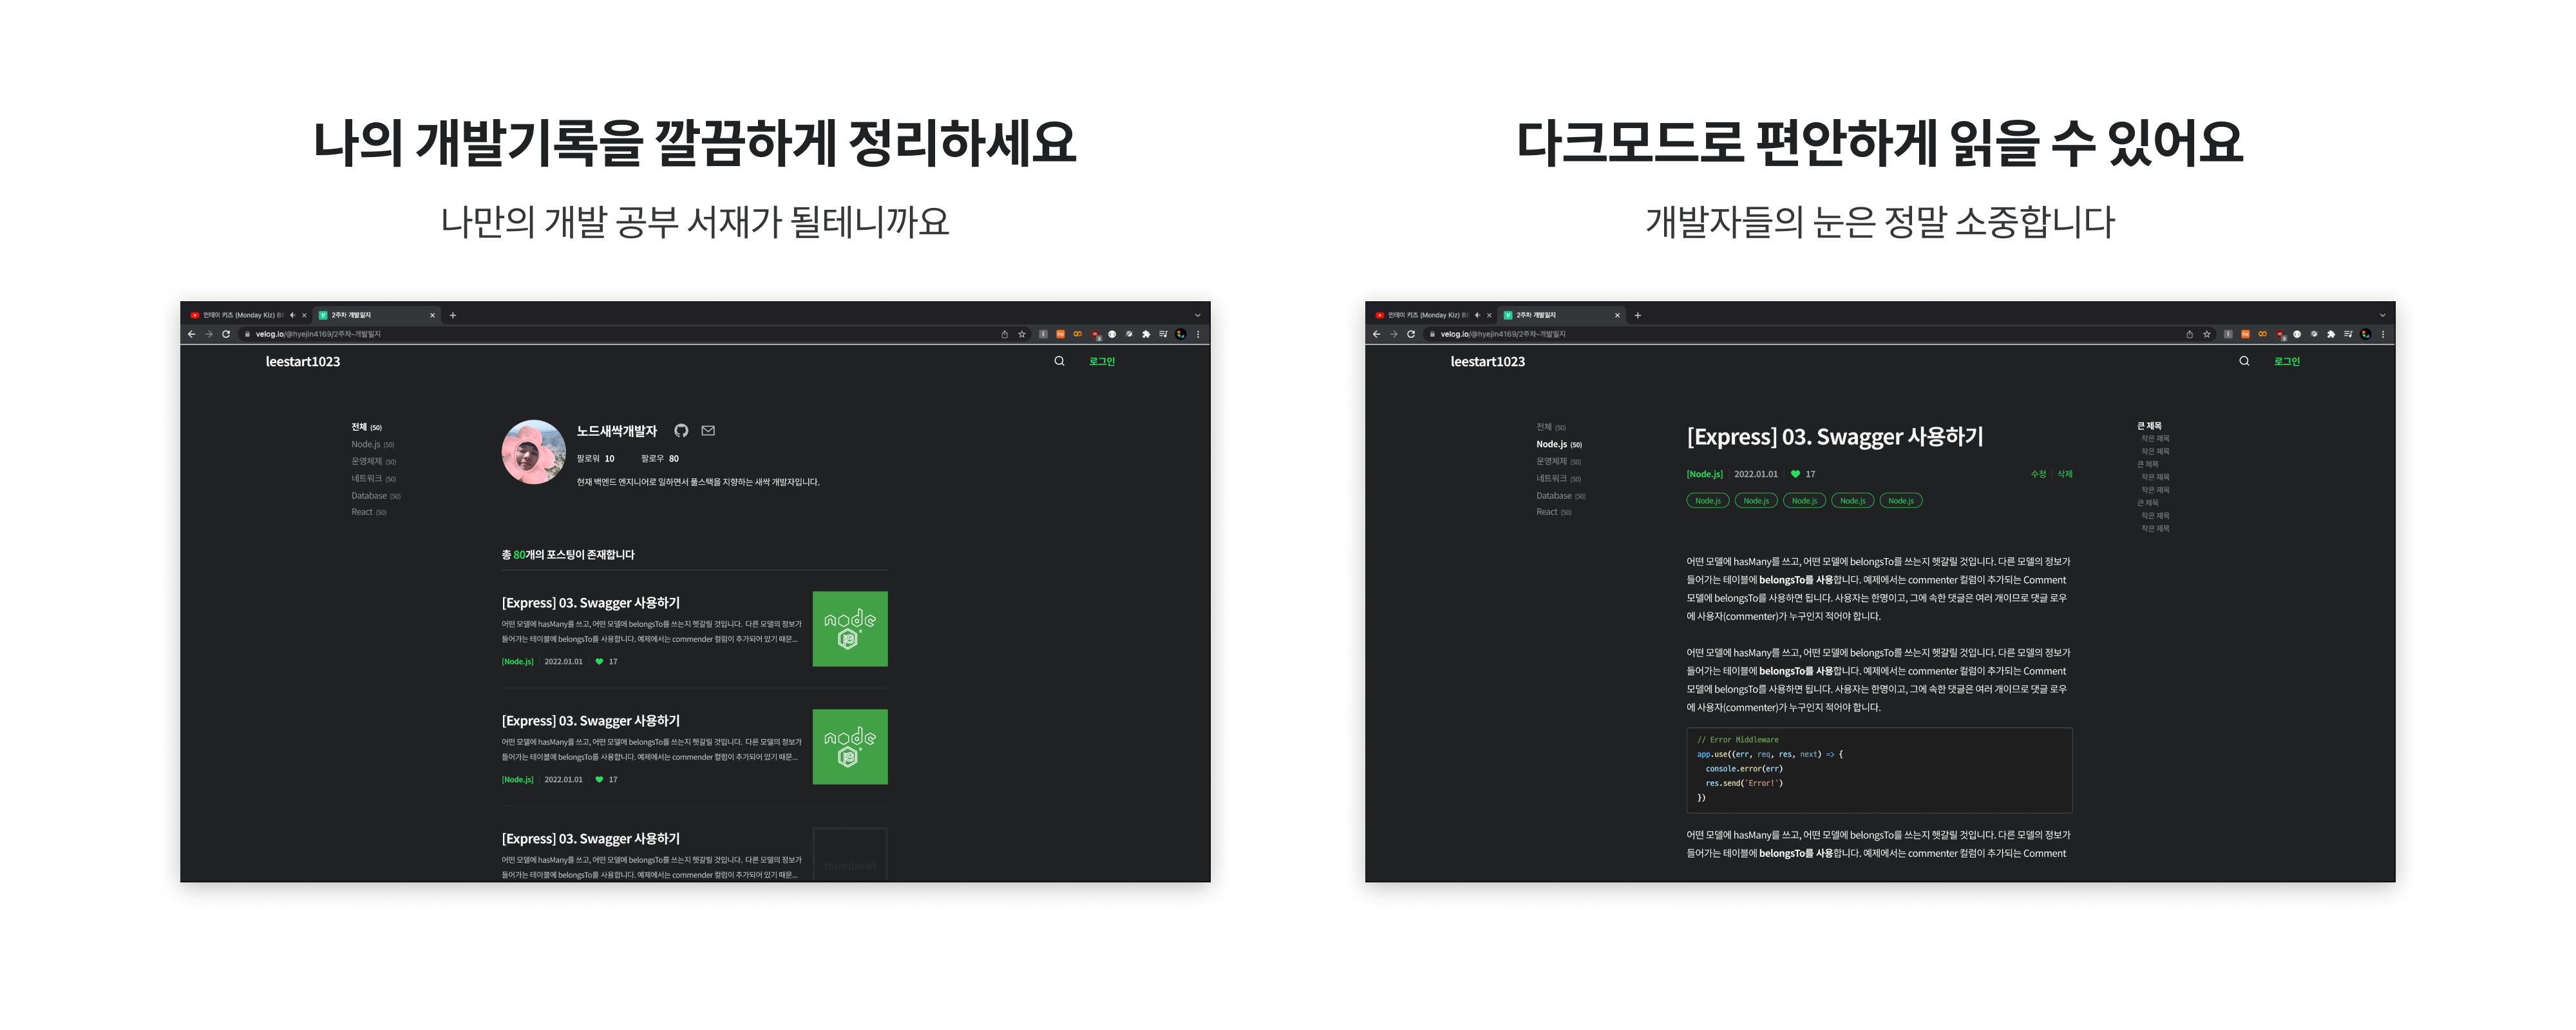 나의 개발기록을 깔끔하게 정리하세요
나만의 개발 공부 서재가 될테니까요
먼데이 키즈 (Monday Kiz)
2주차 개발일지
velog.io/@hyejin4169/2주차-개발일지
leestart1023
로그인
전체 (50)
Node.js (50)
운영체제 (50)
네트워크 (50)
Database (50)
React (50)
노드새싹개발자
팔로워 10 팔로우 80
현재 백엔드 엔지니어로 일하면서 풀스택을 지향하는 새싹 개발자입니다.
총 80개의 포스팅이 존재합니다
[Express] 03. Swagger 사용하기
어떤 모델에 hasMany를 쓰고, 어떤 모델에 belongsTo를 쓰는지 헷갈릴 것입니다. 다른 모델의 정보가
들어가는 테이블에 belongsTo를 사용합니다. 예제에서는 commender 컬럼이 추가되어 있기 때문...
[Node.js] 2022.01.01 17
node
JS
[Express] 03. Swagger 사용하기
어떤 모델에 hasMany를 쓰고, 어떤 모델에 belongsTo를 쓰는지 헷갈릴 것입니다. 다른 모델의 정보가
들어가는 테이블에 belongsTo를 사용합니다. 예제에서는 commender 컬럼이 추가되어 있기 때문...
[Node.js] 2022.01.01 17
node
JS
[Express] 03. Swagger 사용하기
어떤 모델에 hasMany를 쓰고, 어떤 모델에 belongsTo를 쓰는지 헷갈릴 것입니다. 다른 모델의 정보가
들어가는 테이블에 belongsTo를 사용합니다. 예제에서는 commender 컬럼이 추가되어 있기 때문...
thumbnail
다크모드로 편안하게 읽을 수 있어요
개발자들의 눈은 정말 소중합니다
먼데이 키즈 (Monday Kiz)
2주차 개발일지
velog.io/@hyejin4169/2주차-개발일지
leestart1023
로그인
전체 (50)
Node.js (50)
운영체제 (50)
네트워크 (50)
Database (50)
React (50)
[Express] 03. Swagger 사용하기
[Node.js] 2022.01.01 17
수정 삭제
Node.js Node.js Node.js Node.js Node.js
어떤 모델에 hasMany를 쓰고, 어떤 모델에 belongsTo를 쓰는지 헷갈릴 것입니다. 다른 모델의 정보가
들어가는 테이블에 belongsTo를 사용합니다. 예제에서는 commenter 컬럼이 추가되는 Comment
모델에 belongsTo를 사용하면 됩니다. 사용자는 한명이고, 그에 속한 댓글은 여러 개이므로 댓글 로우
에 사용자(commenter)가 누구인지 적어야 합니다.
어떤 모델에 hasMany를 쓰고, 어떤 모델에 belongsTo를 쓰는지 헷갈릴 것입니다. 다른 모델의 정보가
들어가는 테이블에 belongsTo를 사용합니다. 예제에서는 commenter 컬럼이 추가되는 Comment
모델에 belongsTo를 사용하면 됩니다. 사용자는 한명이고, 그에 속한 댓글은 여러 개이므로 댓글 로우
에 사용자(commenter)가 누구인지 적어야 합니다.
// Error Middleware
app.use((err, req, res, next) => {
console.error(err)
res.send('Error!')
})
어떤 모델에 hasMany를 쓰고, 어떤 모델에 belongsTo를 쓰는지 헷갈릴 것입니다. 다른 모델의 정보가
들어가는 테이블에 belongsTo를 사용합니다. 예제에서는 commenter 컬럼이 추가되는 Comment
큰 제목
작은 제목
작은 제목
큰 제목
작은 제목
작은 제목
큰 제목
작은 제목
작은 제목